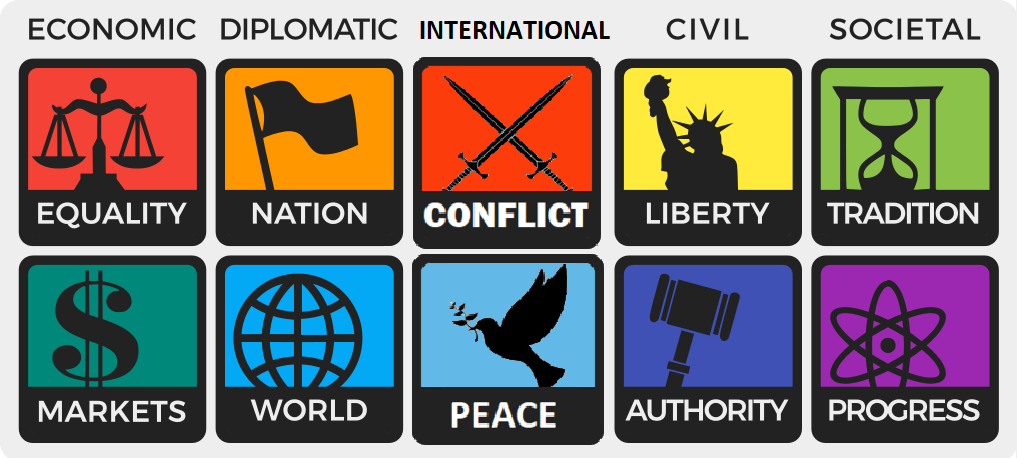 ECONOMIC DIPLOMATIC INTERNATIONAL CIVIL SOCIETAL
EQUALITY NATION CONFLICT LIBERTY TRADITION
MARKETS WORLD PEACE AUTHORITY PROGRESS